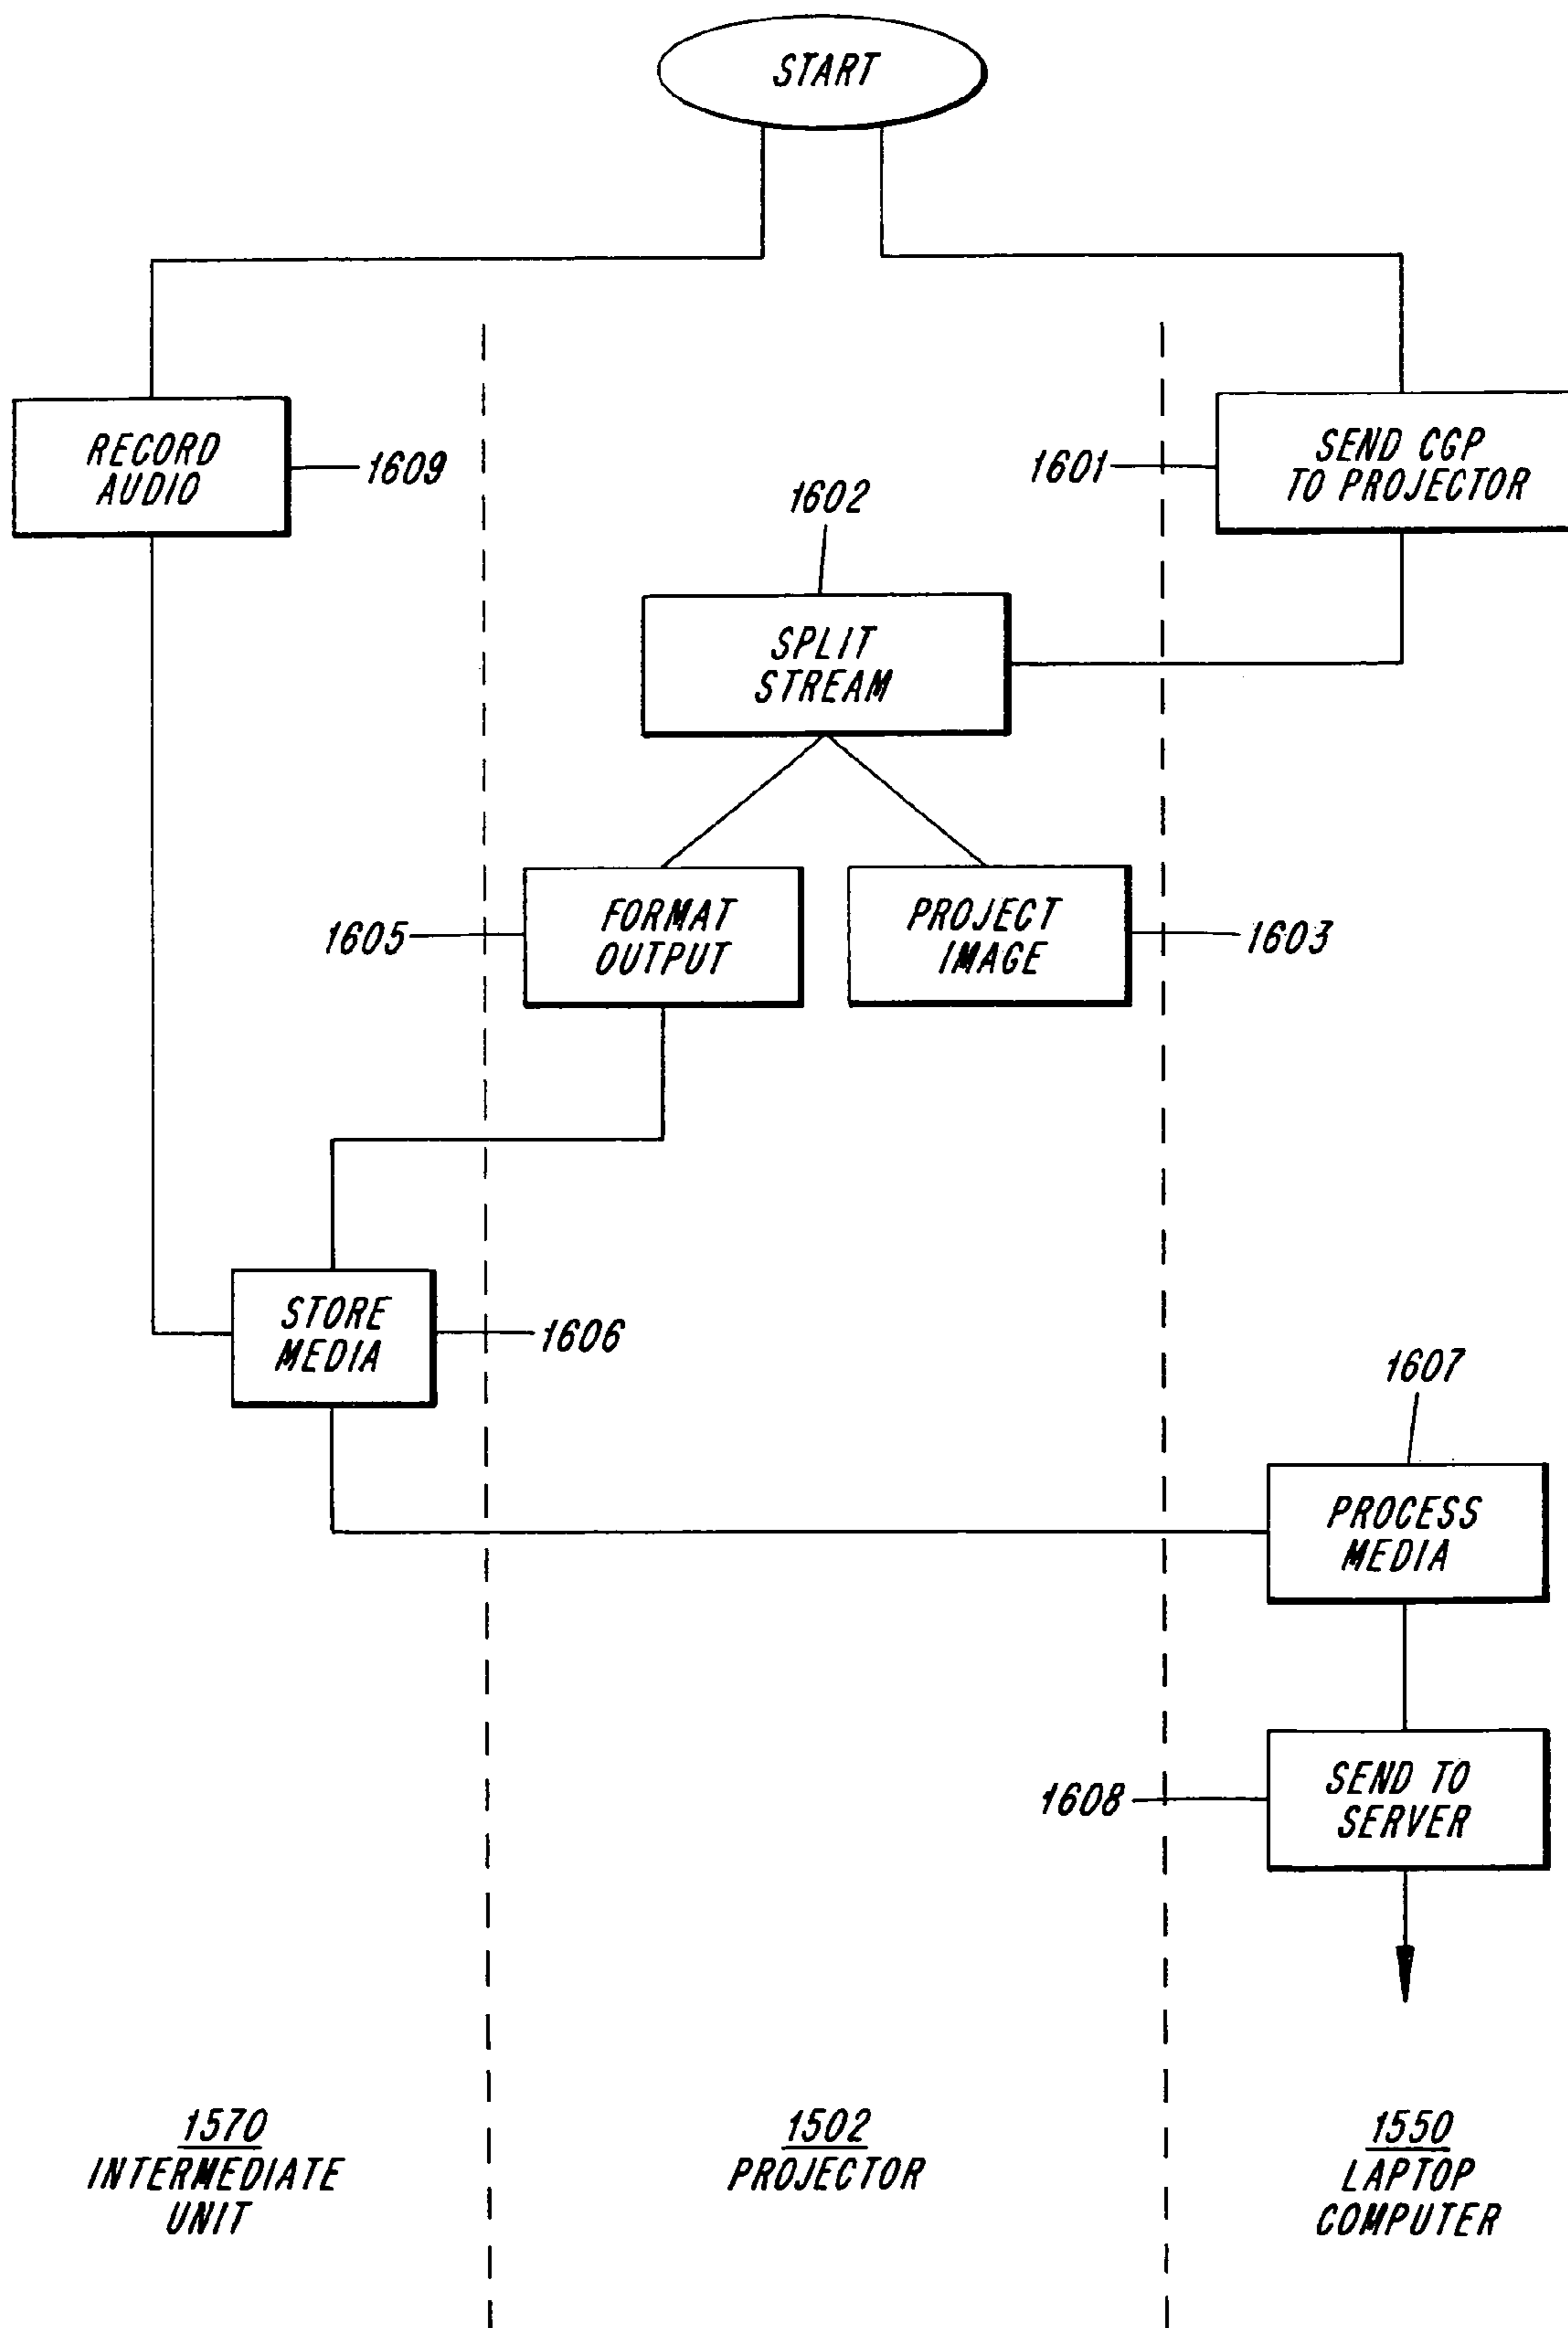 START
RECORD
AUDIO
1609
1601
SEND CGP
TO PROJECTOR
1602
SPLIT
STREAM
1605
FORMAT
OUTPUT
PROJECT
IMAGE
1603
STORE
MEDIA
1606
1607
PROCESS
MEDIA
1608
SEND TO
SERVER
1570
INTERMEDIATE
UNIT
1502
PROJECTOR
1550
LAPTOP
COMPUTER